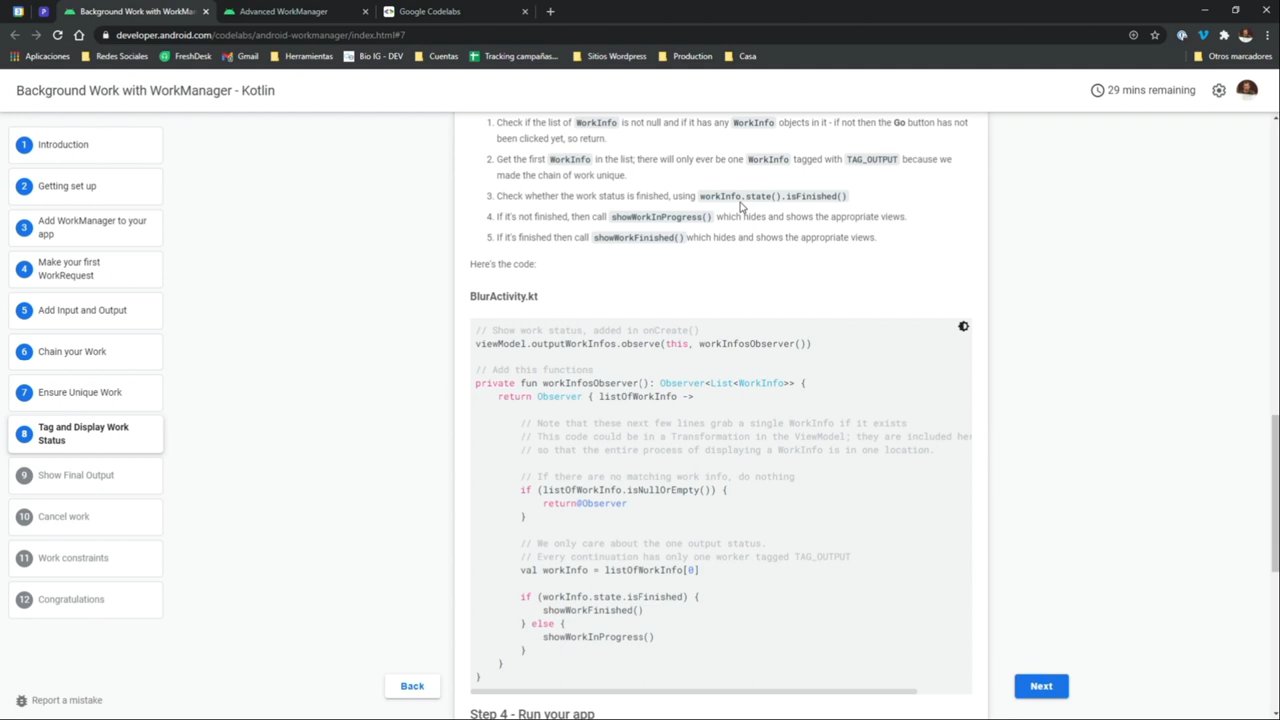 Background Work with WorkMan
Advanced WorkManager
Google Codelabs
developer.android.com/codelabs/android-workmanager/index.html#7
Aplicaciones
Redes Sociales
FreshDesk
Gmail
Herramientas
Bio IG - DEV
Cuentas
Tracking campañas...
Sitios Wordpress
Production
Casa
Otros marcadores
Background Work with WorkManager - Kotlin
29 mins remaining
1 Introduction
2 Getting set up
3 Add WorkManager to your
app
4 Make your first
WorkRequest
5 Add Input and Output
6 Chain your Work
7 Ensure Unique Work
8 Tag and Display Work
Status
9 Show Final Output
10 Cancel work
11 Work constraints
12 Congratulations
Report a mistake
1. Check if the list of WorkInfo is not null and if it has any WorkInfo objects in it - if not then the Go button has not
been clicked yet, so return.
2. Get the first WorkInfo in the list; there will only ever be one WorkInfo tagged with TAG_OUTPUT because we
made the chain of work unique.
3. Check whether the work status is finished, using workInfo.state().isFinished()
4. If it's not finished, then call showWorkInProgress() which hides and shows the appropriate views.
5. If it's finished then call showWorkFinished() which hides and shows the appropriate views.
Here's the code:
BlurActivity.kt
// Show work status, added in onCreate()
viewModel.outputWorkInfos.observe(this, workInfosObserver())
// Add this functions
private fun workInfosObserver(): Observer<List<WorkInfo>> {
return Observer { listOfWorkInfo ->
// Note that these next few lines grab a single WorkInfo if it exists
// This code could be in a Transformation in the ViewModel; they are included her
// so that the entire process of displaying a WorkInfo is in one location.
// If there are no matching work info, do nothing
if (listOfWorkInfo.isNullOrEmpty()) {
return@Observer
}
// We only care about the one output status.
// Every continuation has only one worker tagged TAG_OUTPUT
val workInfo = listOfWorkInfo[0]
if (workInfo.state.isFinished) {
showWorkFinished()
} else {
showWorkInProgress()
}
}
}
Back
Next
Step 4 - Run your app